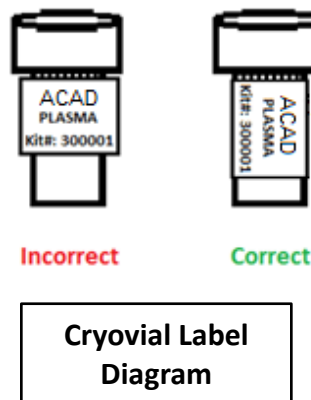 ACAD
PLASMA
Kit#: 300001
ACAD
PLASMA
Kit#: 300001
Incorrect
Correct
Cryovial Label
Diagram